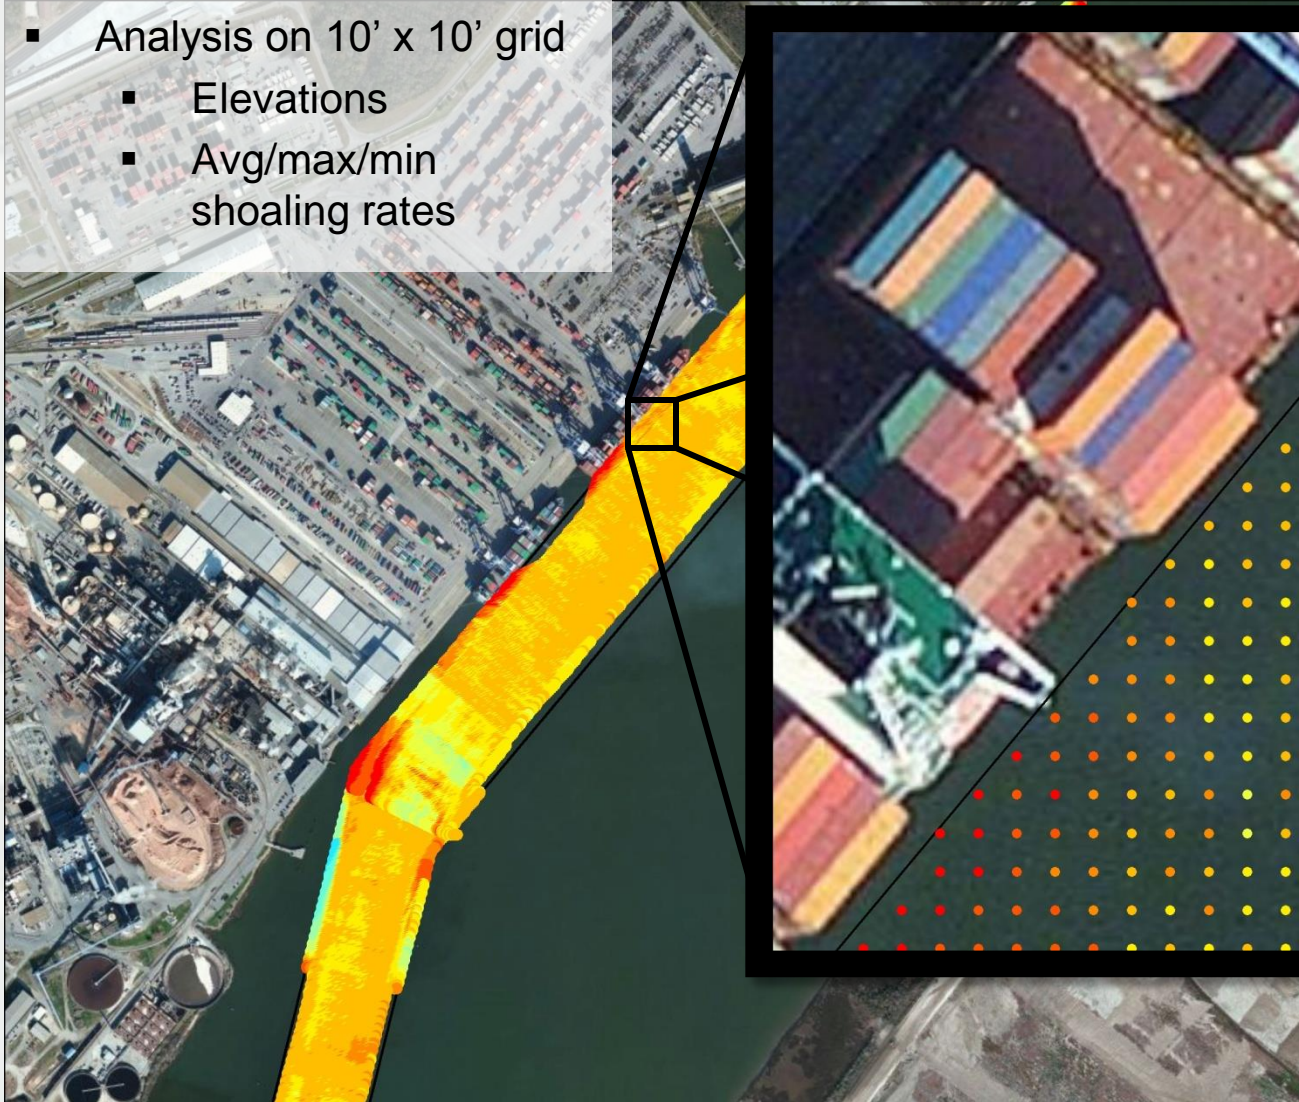 ▪ Analysis on 10’ x 10’ grid
▪ Elevations
▪ Avg/max/min
shoaling rates